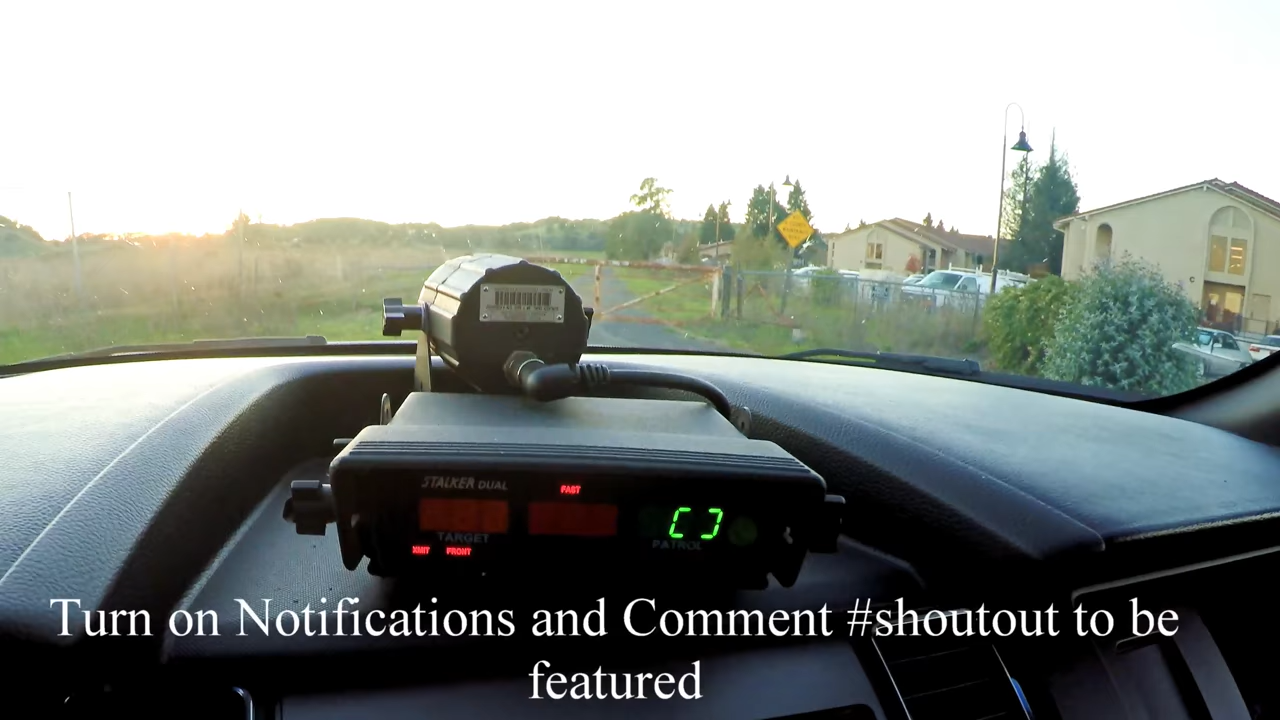 STALKER DUAL
FAST
TARGET
PATROL
XMIT FRONT
Turn on Notifications and Comment #shoutout to be
featured